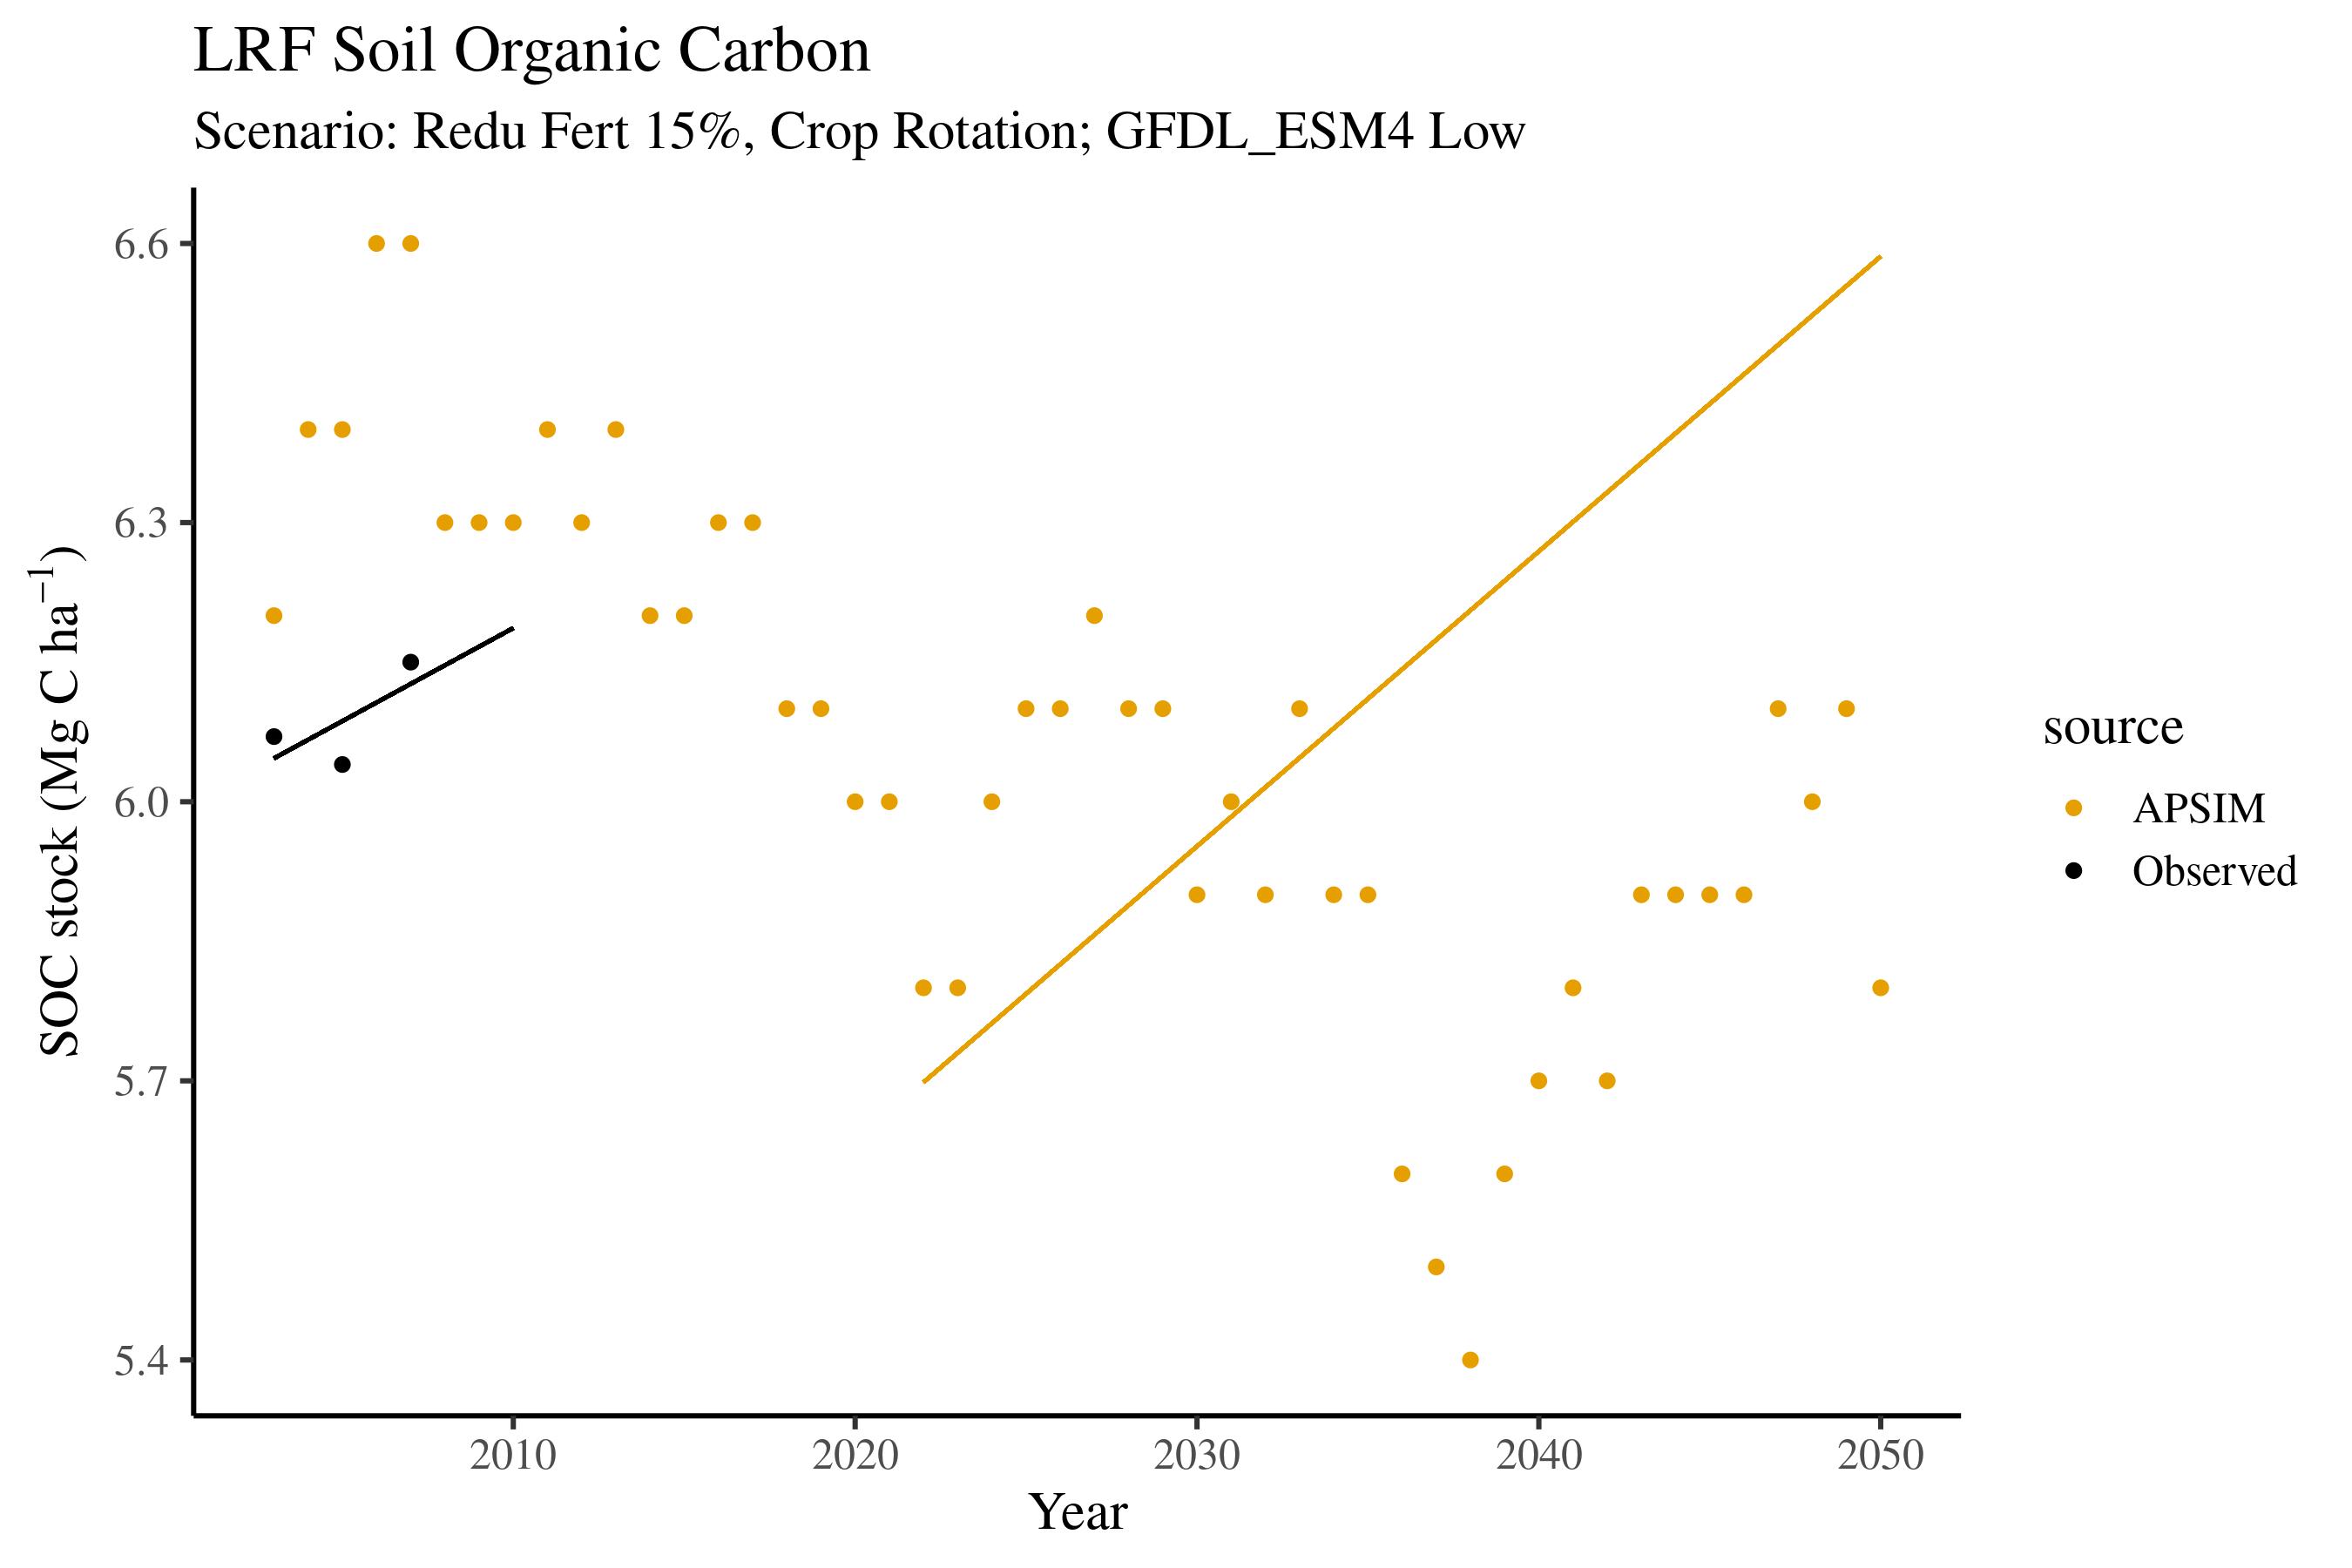 LRF Soil Organic Carbon
Scenario: Redu Fert 15%, Crop Rotation; GFDL_ESM4 Low
6.6
6.3
6.0
5.7
5.4
SOC stock (Mg C ha⁻¹)
2010 2020 2030 2040 2050
Year
source
APSIM
Observed